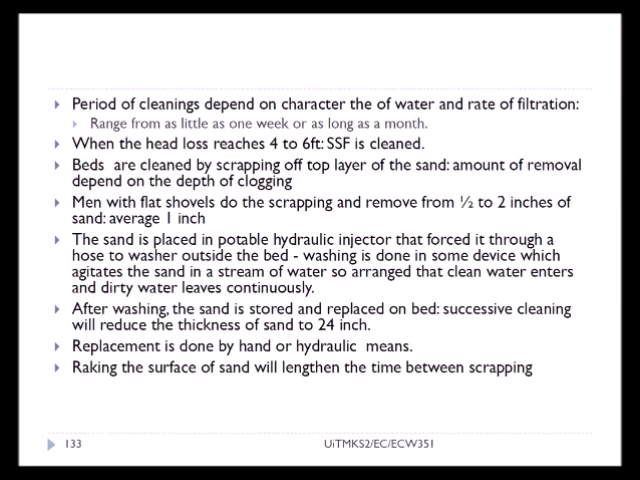 Period of cleanings depend on character the of water and rate of filtration:
Range from as little as one week or as long as a month.
When the head loss reaches 4 to 6ft: SSF is cleaned.
Beds are cleaned by scrapping off top layer of the sand: amount of removal
depend on the depth of clogging
Men with flat shovels do the scrapping and remove from ½ to 2 inches of
sand: average 1 inch
The sand is placed in potable hydraulic injector that forced it through a
hose to washer outside the bed - washing is done in some device which
agitates the sand in a stream of water so arranged that clean water enters
and dirty water leaves continuously.
After washing, the sand is stored and replaced on bed: successive cleaning
will reduce the thickness of sand to 24 inch.
Replacement is done by hand or hydraulic means.
Raking the surface of sand will lengthen the time between scrapping
133 UiTMKS2/EC/ECW351